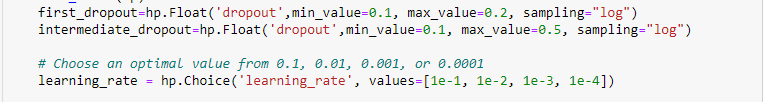 first_dropout=hp.Float('dropout',min_value=0.1, max_value=0.2, sampling="log")
intermediate_dropout=hp.Float('dropout',min_value=0.1, max_value=0.5, sampling="log")
# Choose an optimal value from 0.1, 0.01, 0.001, or 0.0001
learning_rate = hp.Choice('learning_rate', values=[1e-1, 1e-2, 1e-3, 1e-4])